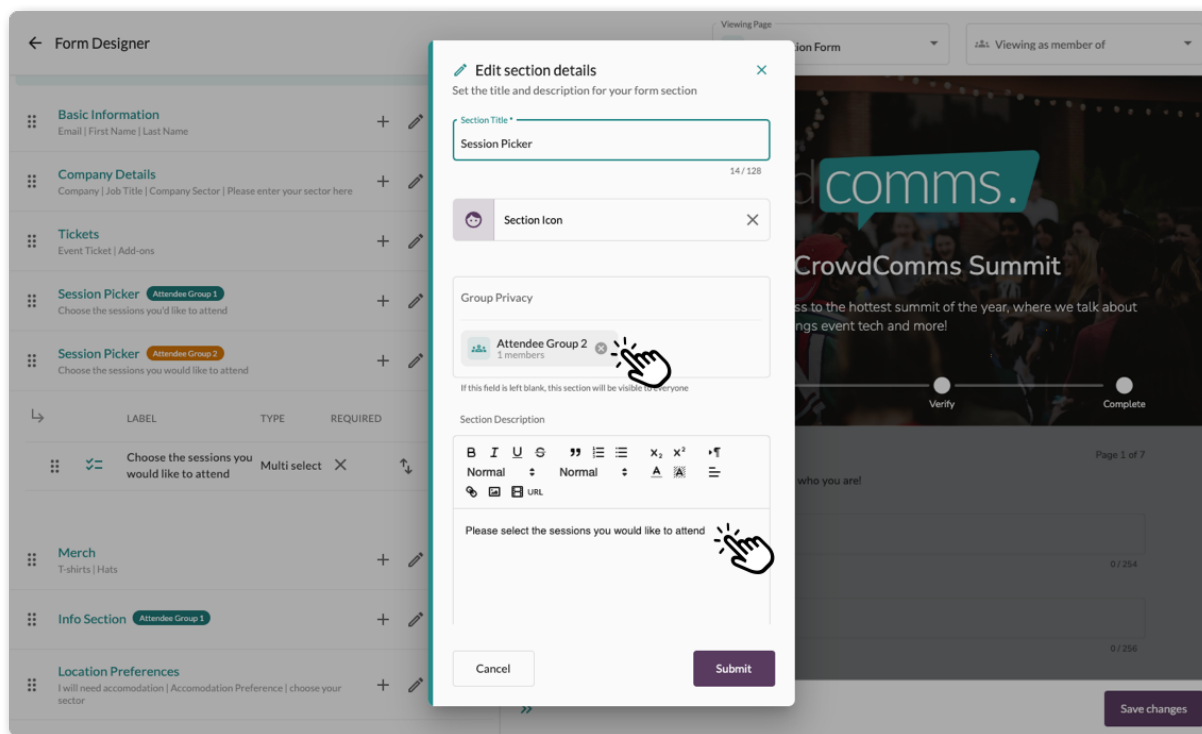 Form Designer
Viewing Page
ion Form
Viewing as member of
Basic Information
Email | First Name | Last Name
Company Details
Company | Job Title | Company Sector | Please enter your sector here
Tickets
Event Ticket | Add-ons
Session Picker Attendee Group 1
Choose the sessions you'd like to attend
Session Picker Attendee Group 2
Choose the sessions you would like to attend
LABEL TYPE REQUIRED
Choose the sessions you
would like to attend
Multi select
Merch
T-shirts | Hats
Info Section Attendee Group 1
Location Preferences
I will need accomodation | Accomodation Preference | choose your
sector
Edit section details
Set the title and description for your form section
Section Title *
Session Picker
14 / 128
Section Icon
Group Privacy
Attendee Group 2
1 members
If this field is left blank, this section will be visible to everyone
Section Description
B I U S X₂ X²
Normal Normal A A
URL
Please select the sessions you would like to attend
Cancel Submit
d comms.
CrowdComms Summit
ss to the hottest summit of the year, where we talk about
ngs event tech and more!
Verify Complete
Page 1 of 7
who you are!
0 / 254
0 / 256
Save changes